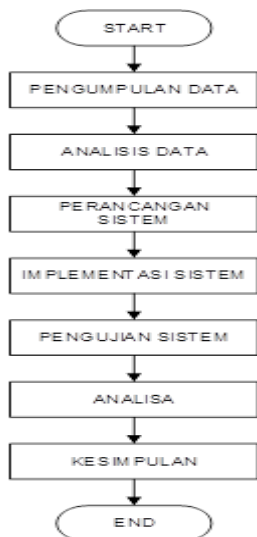 START
PENGUMPULAN DATA
ANALISIS DATA
PERANCANGAN
SISTEM
IMPLEMENTASI SISTEM
PENGUJIAN SISTEM
ANALISA
KESIMPULAN
END